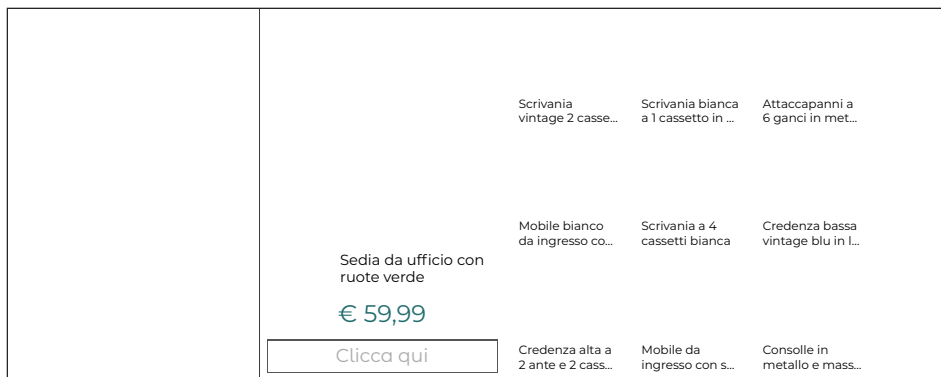 Sedia da ufficio con
ruote verde
€ 59,99
Clicca qui
Scrivania
vintage 2 casse...
Scrivania bianca
a 1 cassetto in ...
Attaccapanni a
6 ganci in met...
Mobile bianco
da ingresso co...
Scrivania a 4
cassetti bianca
Credenza bassa
vintage blu in l...
Credenza alta a
2 ante e 2 cass...
Mobile da
ingresso con s...
Consolle in
metallo e mass...